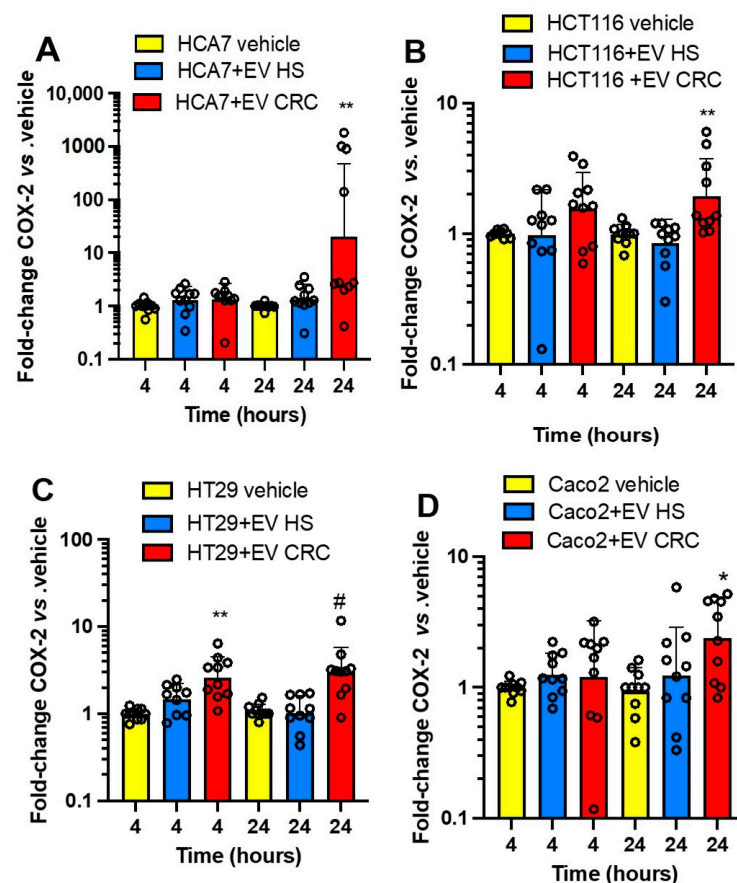 A
HCA7 vehicle
HCA7+EV HS
HCA7+EV CRC
Fold-change COX-2 vs .vehicle
10,000
1000
100
10
1
0.1
**
4 4 4 24 24 24
Time (hours)
B
HCT116 vehicle
HCT116+EV HS
HCT116 +EV CRC
Fold-change COX-2 vs. vehicle
10
1
0.1
**
4 4 4 24 24 24
Time (hours)
C
HT29 vehicle
HT29+EV HS
HT29+EV CRC
Fold-change COX-2 vs .vehicle
100
10
1
0.1
**
#
4 4 4 24 24 24
Time (hours)
D
Caco2 vehicle
Caco2+EV HS
Caco2+EV CRC
Fold-change COX-2 vs .vehicle
10
1
0.1
*
4 4 4 24 24 24
Time (hours)